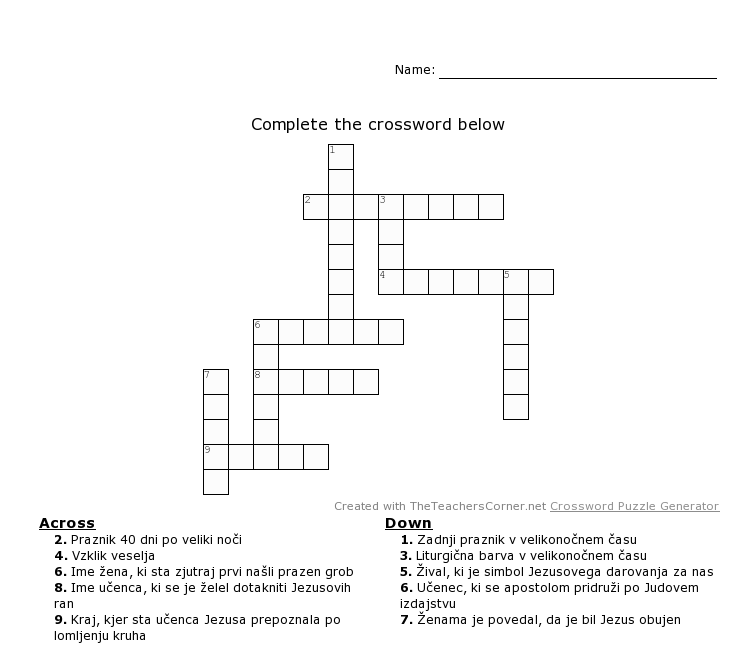 Name:
Complete the crossword below
1
2 3
4 5
6
7 8
9
Created with TheTeachersCorner.net Crossword Puzzle Generator
Across
2. Praznik 40 dni po veliki noči
4. Vzklik veselja
6. Ime žena, ki sta zjutraj prvi našli prazen grob
8. Ime učenca, ki se je želel dotakniti Jezusovih
ran
9. Kraj, kjer sta učenca Jezusa prepoznala po
lomljenju kruha
Down
1. Zadnji praznik v velikonočnem času
3. Liturgična barva v velikonočnem času
5. Žival, ki je simbol Jezusovega darovanja za nas
6. Učenec, ki se apostolom pridruži po Judovem
izdajstvu
7. Ženama je povedal, da je bil Jezus obujen